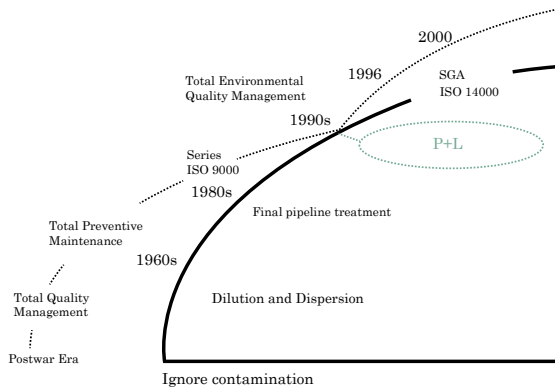 2000
1996
SGA
ISO 14000
Total Environmental
Quality Management
1990s
P+L
Series
ISO 9000
1980s
Final pipeline treatment
Total Preventive
Maintenance
1960s
Total Quality
Management
Dilution and Dispersion
Postwar Era
Ignore contamination